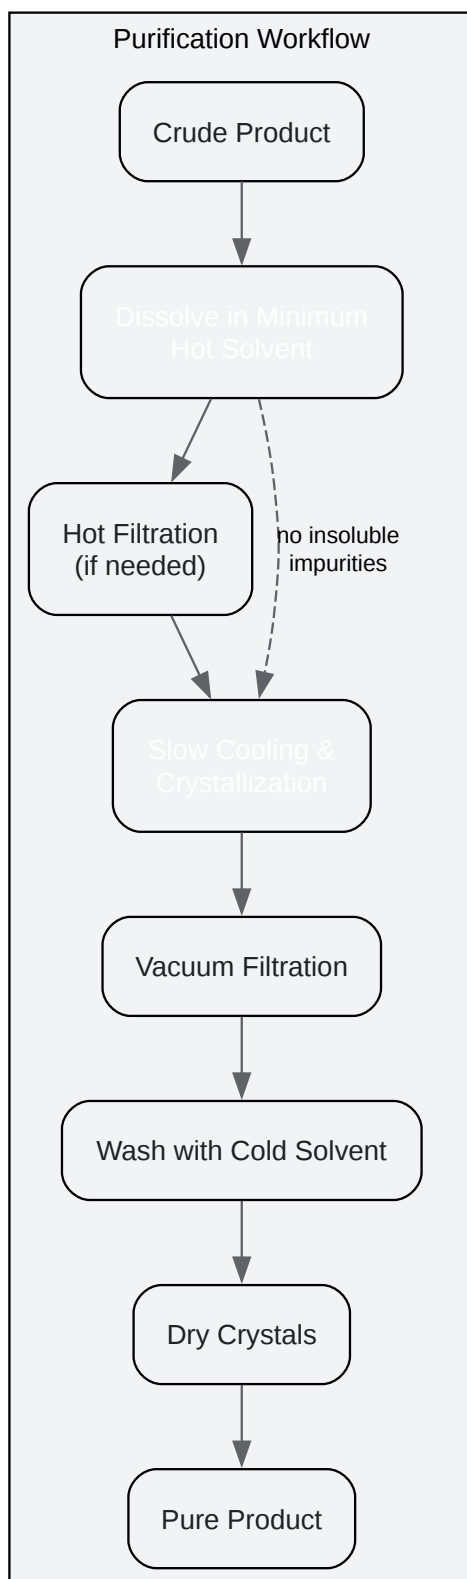 Purification Workflow
Crude Product
Dissolve in Minimum
Hot Solvent
Hot Filtration
(if needed)
no insoluble
impurities
Slow Cooling &
Crystallization
Vacuum Filtration
Wash with Cold Solvent
Dry Crystals
Pure Product